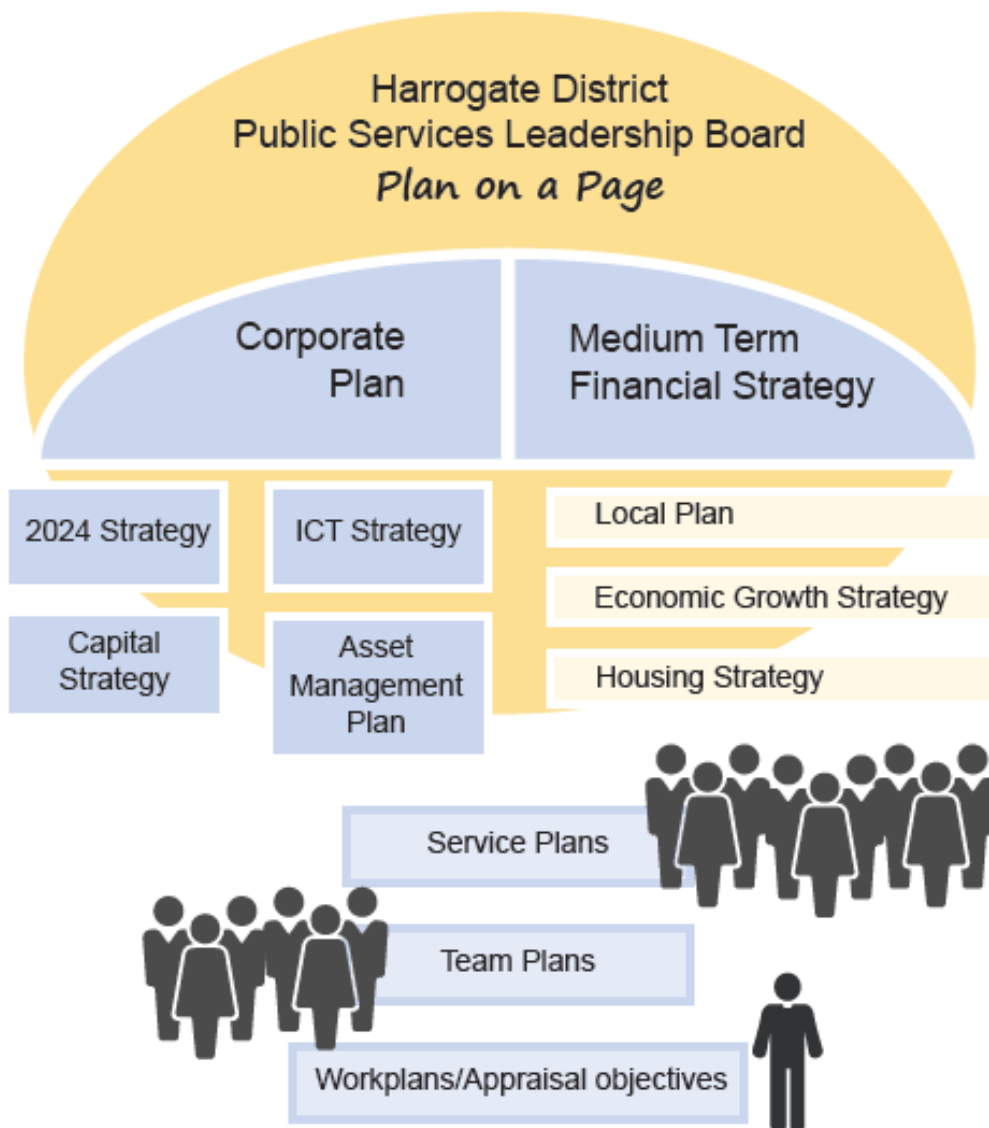 Harrogate District
Public Services Leadership Board
Plan on a Page
Corporate
Plan
Medium Term
Financial Strategy
2024 Strategy
ICT Strategy
Local Plan
Economic Growth Strategy
Capital
Strategy
Asset
Management
Plan
Housing Strategy
Service Plans
Team Plans
Workplans/Appraisal objectives